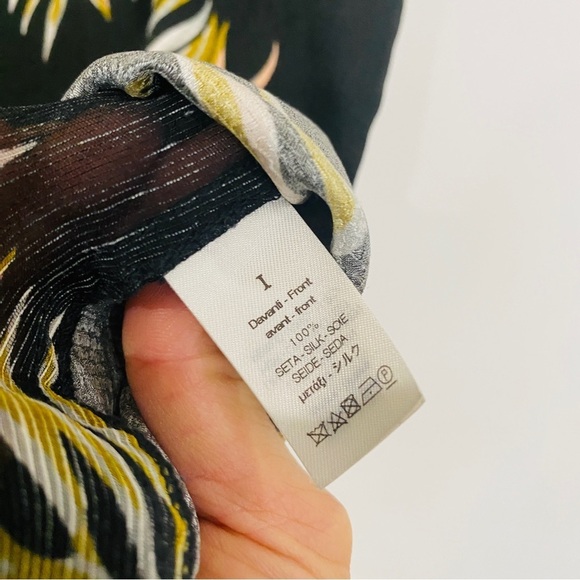 I
Davanti - Front
avant - front
100%
SETA - SILK - SOIE
SEIDE - SEDA
μετάξι - シルク
P